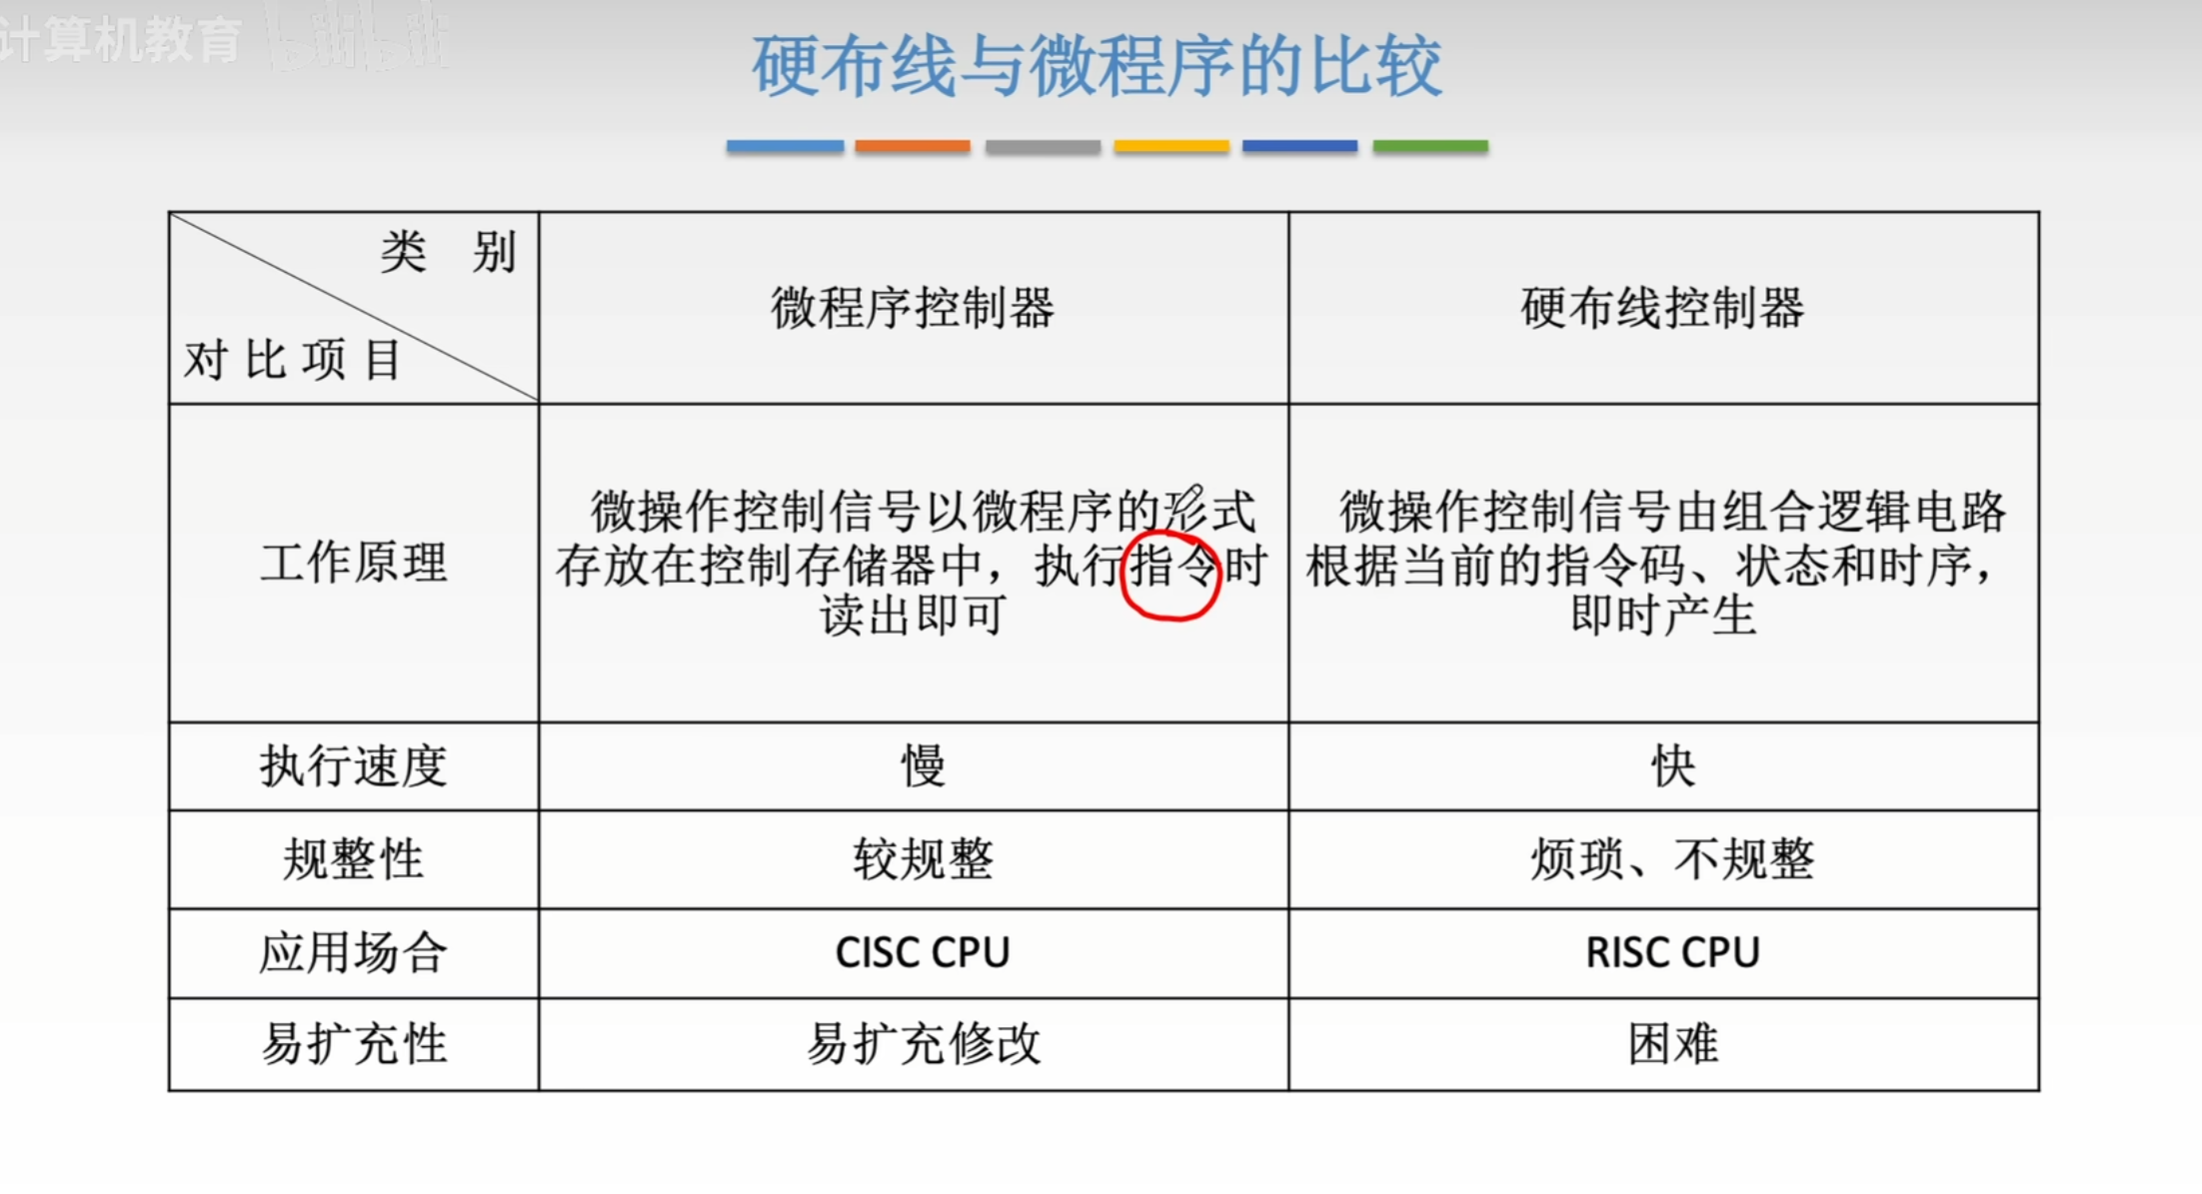 计算机教育 bilibili
硬布线与微程序的比较
类 别
对比项目
微程序控制器
硬布线控制器
工作原理
微操作控制信号以微程序的形式
存放在控制存储器中，执行指令时
读出即可
微操作控制信号由组合逻辑电路
根据当前的指令码、状态和时序，
即时产生
执行速度
慢
快
规整性
较规整
烦琐、不规整
应用场合
CISC CPU
RISC CPU
易扩充性
易扩充修改
困难